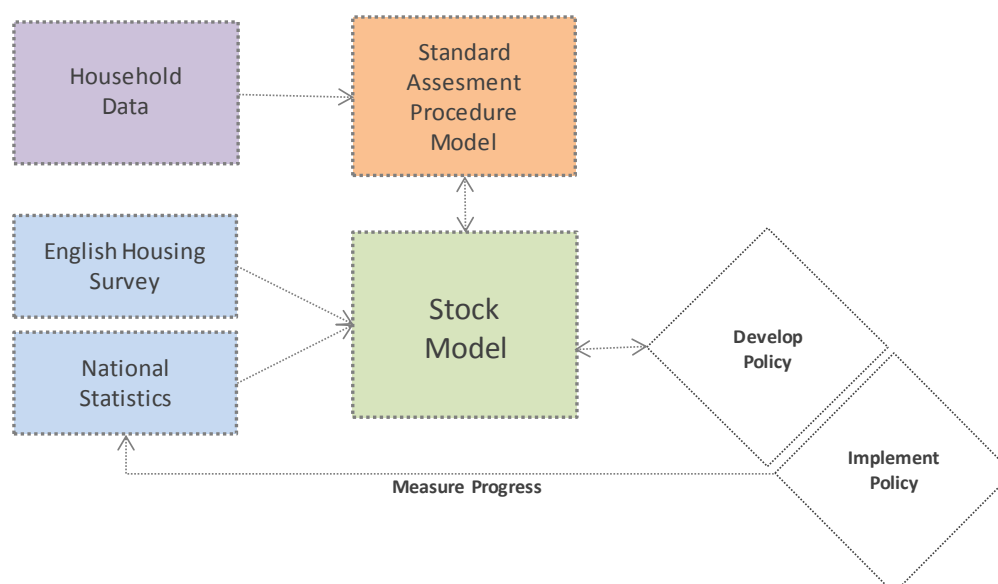 Household
Data
Standard
Assesment
Procedure
Model
English Housing
Survey
National
Statistics
Stock
Model
Develop
Policy
Implement
Policy
Measure Progress